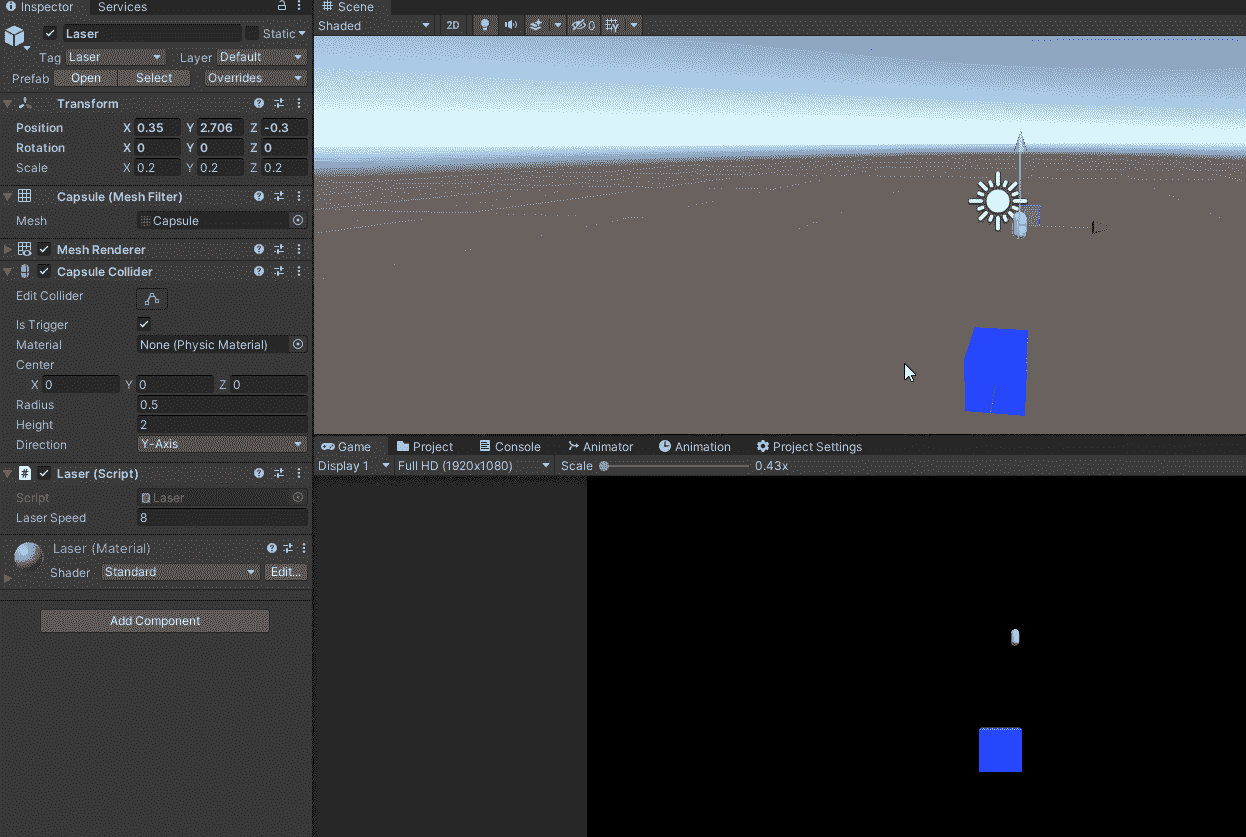 Inspector Services
Laser Static
Tag Laser Layer Default
Prefab Open Select Overrides
Transform
Position X 0.35 Y 2.706 Z -0.3
Rotation X 0 Y 0 Z 0
Scale X 0.2 Y 0.2 Z 0.2
Capsule (Mesh Filter)
Mesh Capsule
Mesh Renderer
Capsule Collider
Edit Collider
Is Trigger
Material None (Physic Material)
Center
X 0 Y 0 Z 0
Radius 0.5
Height 2
Direction Y-Axis
# Laser (Script)
Script Laser
Laser Speed 8
Laser (Material)
Shader Standard Edit...
Add Component
Scene
Shaded 2D 0
Game Project Console Animator Animation Project Settings
Display 1 Full HD (1920x1080) Scale 0.43x